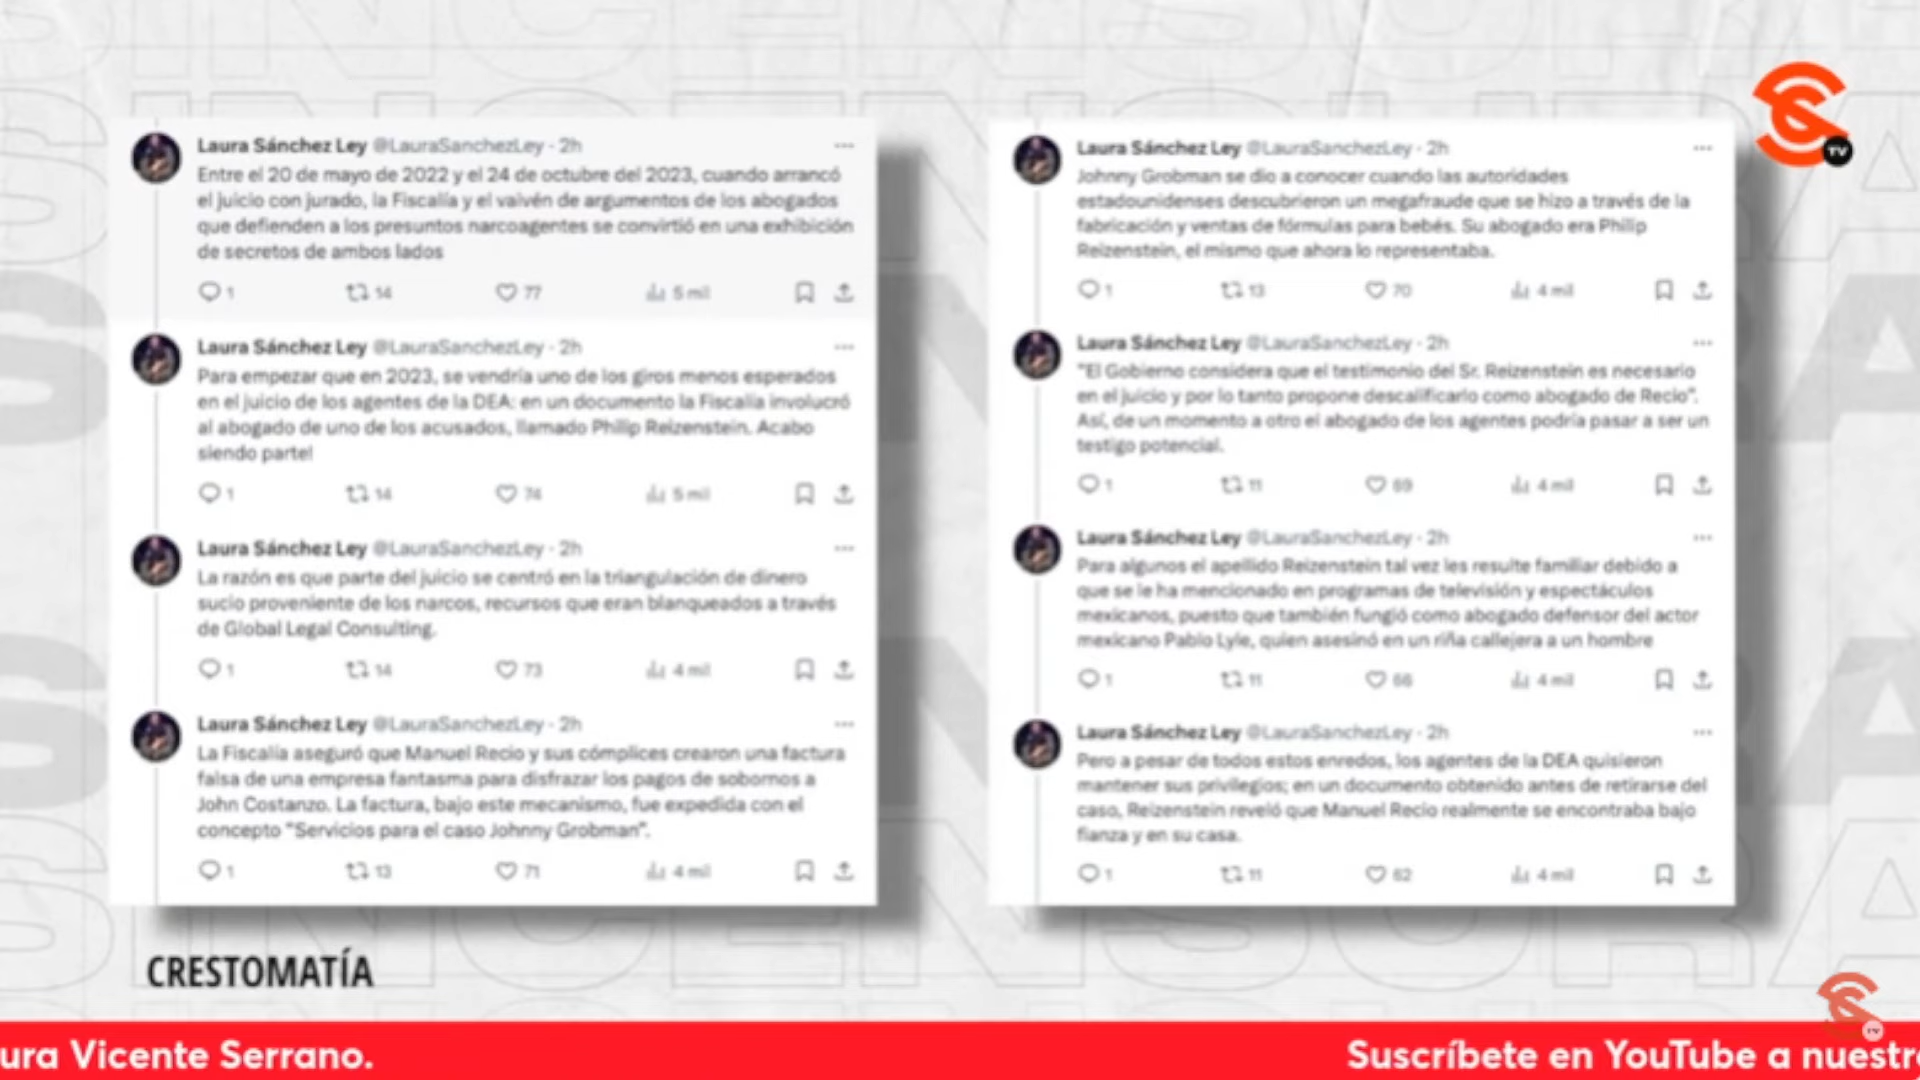 Laura Sánchez Ley @LauraSanchezLey · 2h
Entre el 20 de mayo de 2022 y el 24 de octubre del 2023, cuando arrancó
el juicio con jurado, la Fiscalía y el vaivén de argumentos de los abogados
que defienden a los presuntos narcoagentes se convirtió en una exhibición
de secretos de ambos lados
1 14 77 5 mil
Laura Sánchez Ley @LauraSanchezLey · 2h
Para empezar que en 2023, se vendría uno de los giros menos esperados
en el juicio de los agentes de la DEA: en un documento la Fiscalía involucró
al abogado de uno de los acusados, llamado Philip Reizenstein. Acabo
siendo parte!
1 14 74 5 mil
Laura Sánchez Ley @LauraSanchezLey · 2h
La razón es que parte del juicio se centró en la triangulación de dinero
sucio proveniente de los narcos, recursos que eran blanqueados a través
de Global Legal Consulting.
1 14 73 4 mil
Laura Sánchez Ley @LauraSanchezLey · 2h
La Fiscalía aseguró que Manuel Recio y sus cómplices crearon una factura
falsa de una empresa fantasma para disfrazar los pagos de sobornos a
John Costanzo. La factura, bajo este mecanismo, fue expedida con el
concepto "Servicios para el caso Johnny Grobman".
1 13 71 4 mil
Laura Sánchez Ley @LauraSanchezLey · 2h
Johnny Grobman se dio a conocer cuando las autoridades
estadounidenses descubrieron un megafraude que se hizo a través de la
fabricación y ventas de fórmulas para bebés. Su abogado era Philip
Reizenstein, el mismo que ahora lo representaba.
1 13 70 4 mil
Laura Sánchez Ley @LauraSanchezLey · 2h
"El Gobierno considera que el testimonio del Sr. Reizenstein es necesario
en el juicio y por lo tanto propone descalificarlo como abogado de Recio".
Así, de un momento a otro el abogado de los agentes podría pasar a ser un
testigo potencial.
1 11 69 4 mil
Laura Sánchez Ley @LauraSanchezLey · 2h
Para algunos el apellido Reizenstein tal vez les resulte familiar debido a
que se le ha mencionado en programas de televisión y espectáculos
mexicanos, puesto que también fungió como abogado defensor del actor
mexicano Pablo Lyle, quien asesinó en un riña callejera a un hombre
1 11 66 4 mil
Laura Sánchez Ley @LauraSanchezLey · 2h
Pero a pesar de todos estos enredos, los agentes de la DEA quisieron
mantener sus privilegios; en un documento obtenido antes de retirarse del
caso, Reizenstein reveló que Manuel Recio realmente se encontraba bajo
fianza y en su casa.
1 11 62 4 mil
TV
CRESTOMATÍA
TV
ura Vicente Serrano.
Suscríbete en YouTube a nuestr